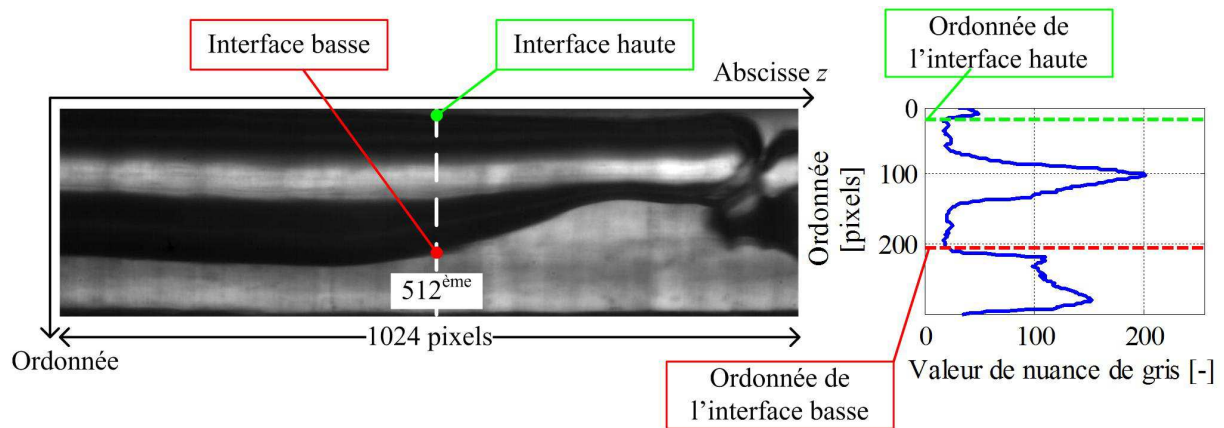 Interface basse
Interface haute
Abscisse z
512ème
1024 pixels
Ordonnée
Ordonnée de
l’interface haute
Ordonnée
[pixels]
0
100
200
0
100
200
Valeur de nuance de gris [-]
Ordonnée de
l’interface basse